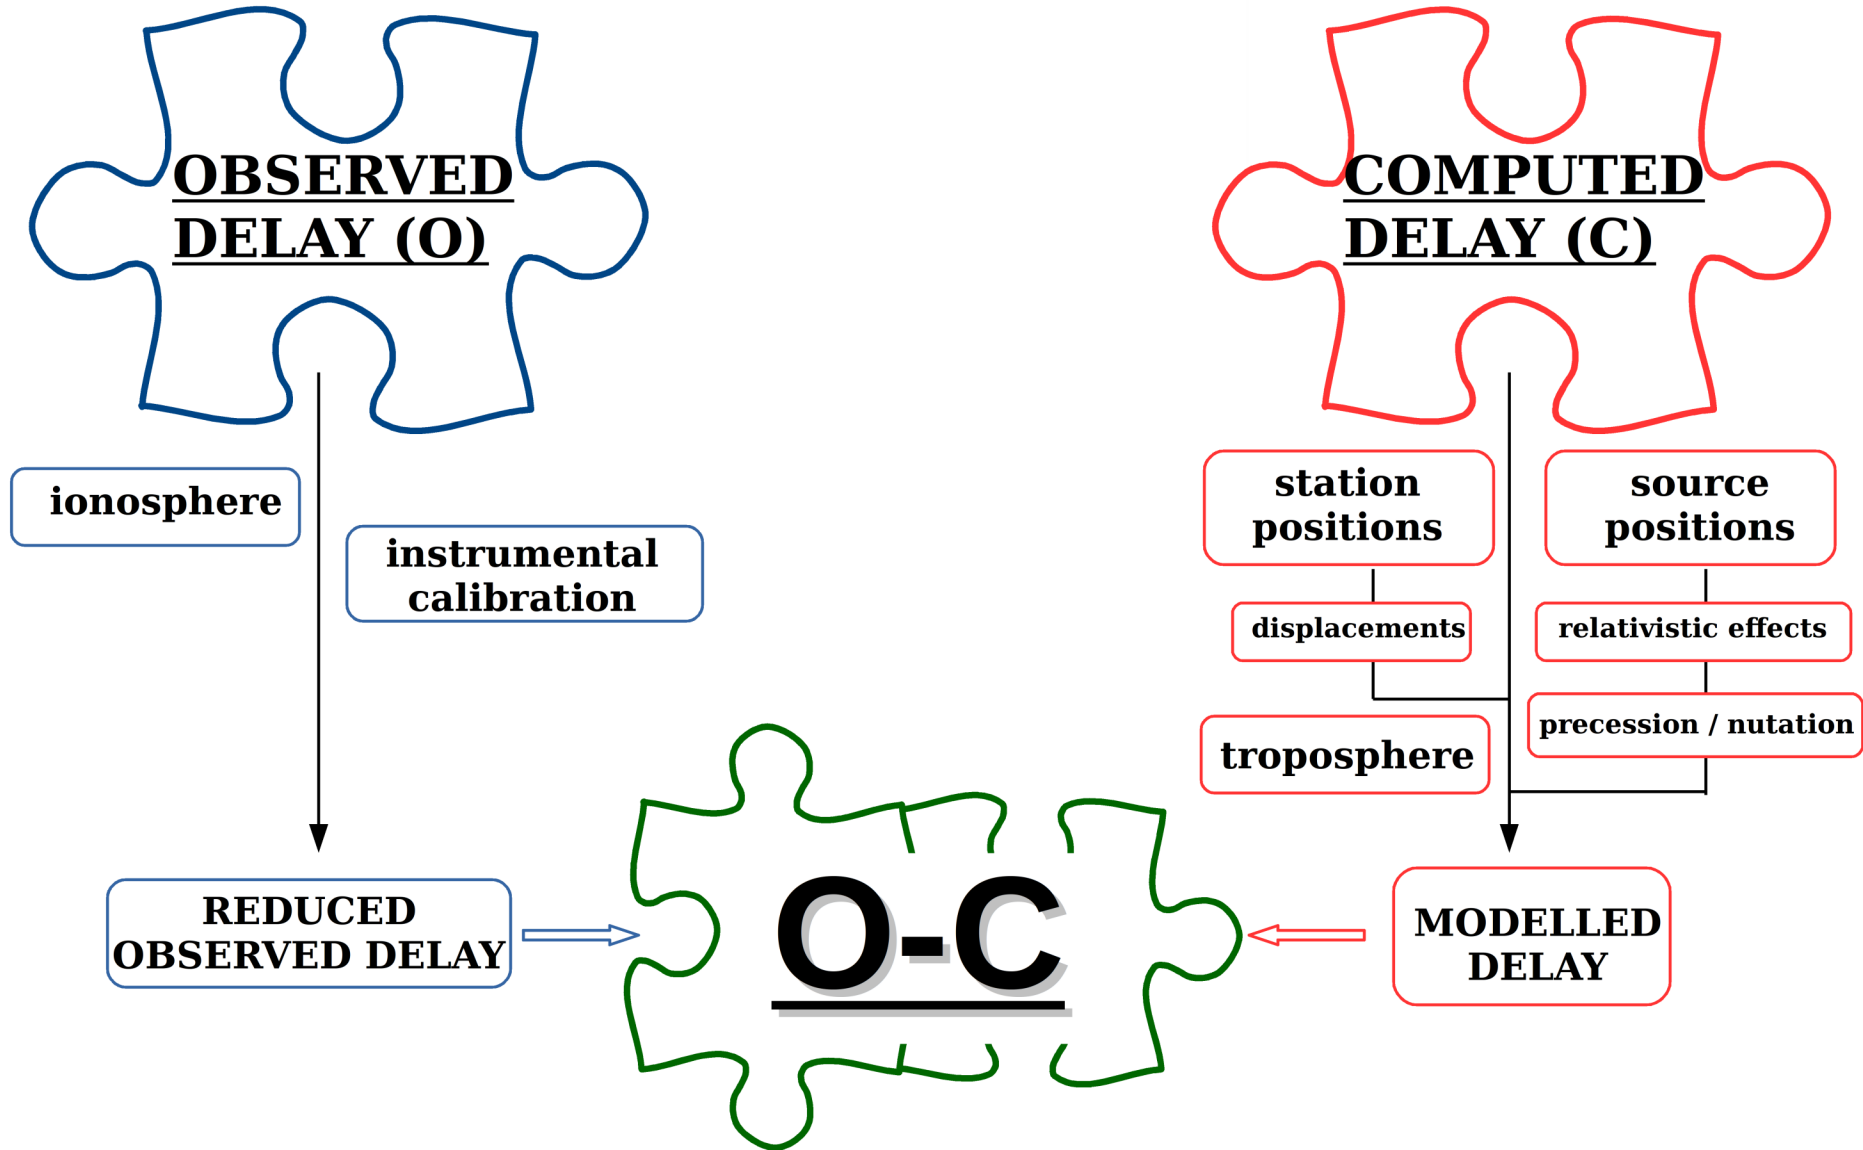 OBSERVED
DELAY (O)
COMPUTED
DELAY (C)
ionosphere
instrumental
calibration
station
positions
source
positions
displacements
relativistic effects
troposphere
precession / nutation
REDUCED
OBSERVED DELAY
O-C
MODELLED
DELAY